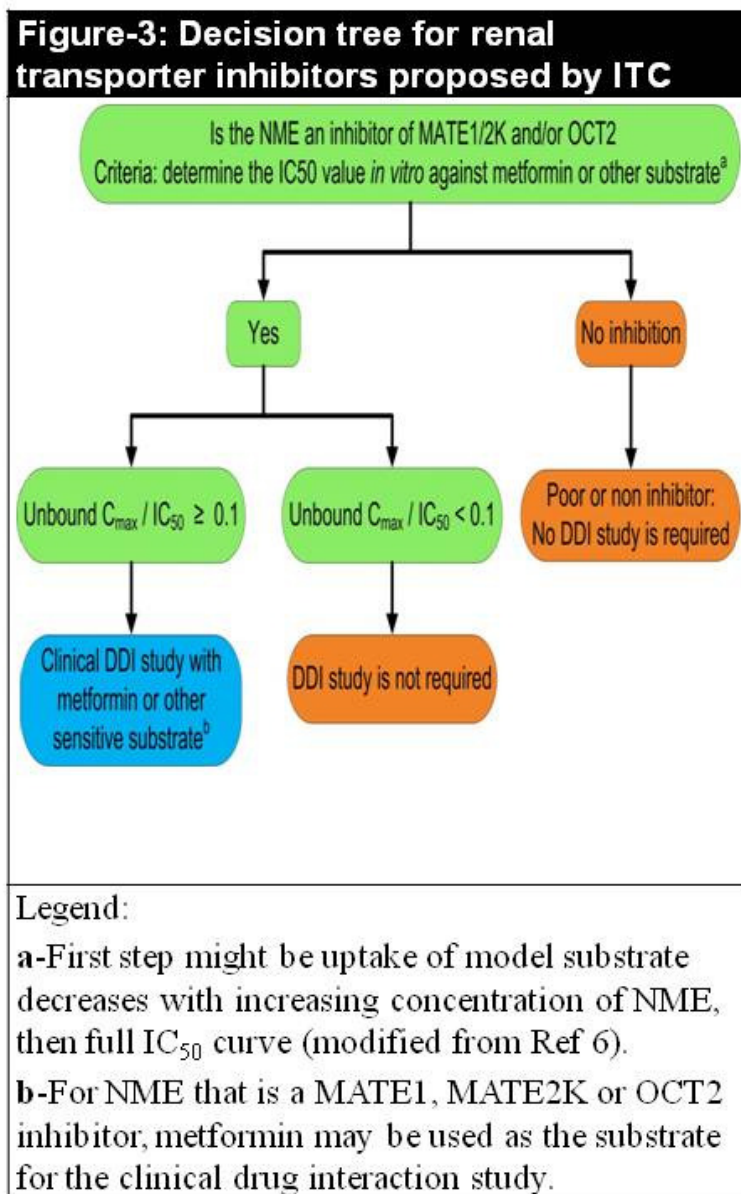 Figure-3: Decision tree for renal
transporter inhibitors proposed by ITC
Is the NME an inhibitor of MATE1/2K and/or OCT2
Criteria: determine the IC50 value in vitro against metformin or other substrateᵃ
Yes
No inhibition
Unbound Cmax / IC50 ≥ 0.1
Unbound Cmax / IC50 < 0.1
Poor or non inhibitor:
No DDI study is required
Clinical DDI study with
metformin or other
sensitive substrateᵇ
DDI study is not required
Legend:
a-First step might be uptake of model substrate
decreases with increasing concentration of NME,
then full IC50 curve (modified from Ref 6).
b-For NME that is a MATE1, MATE2K or OCT2
inhibitor, metformin may be used as the substrate
for the clinical drug interaction study.